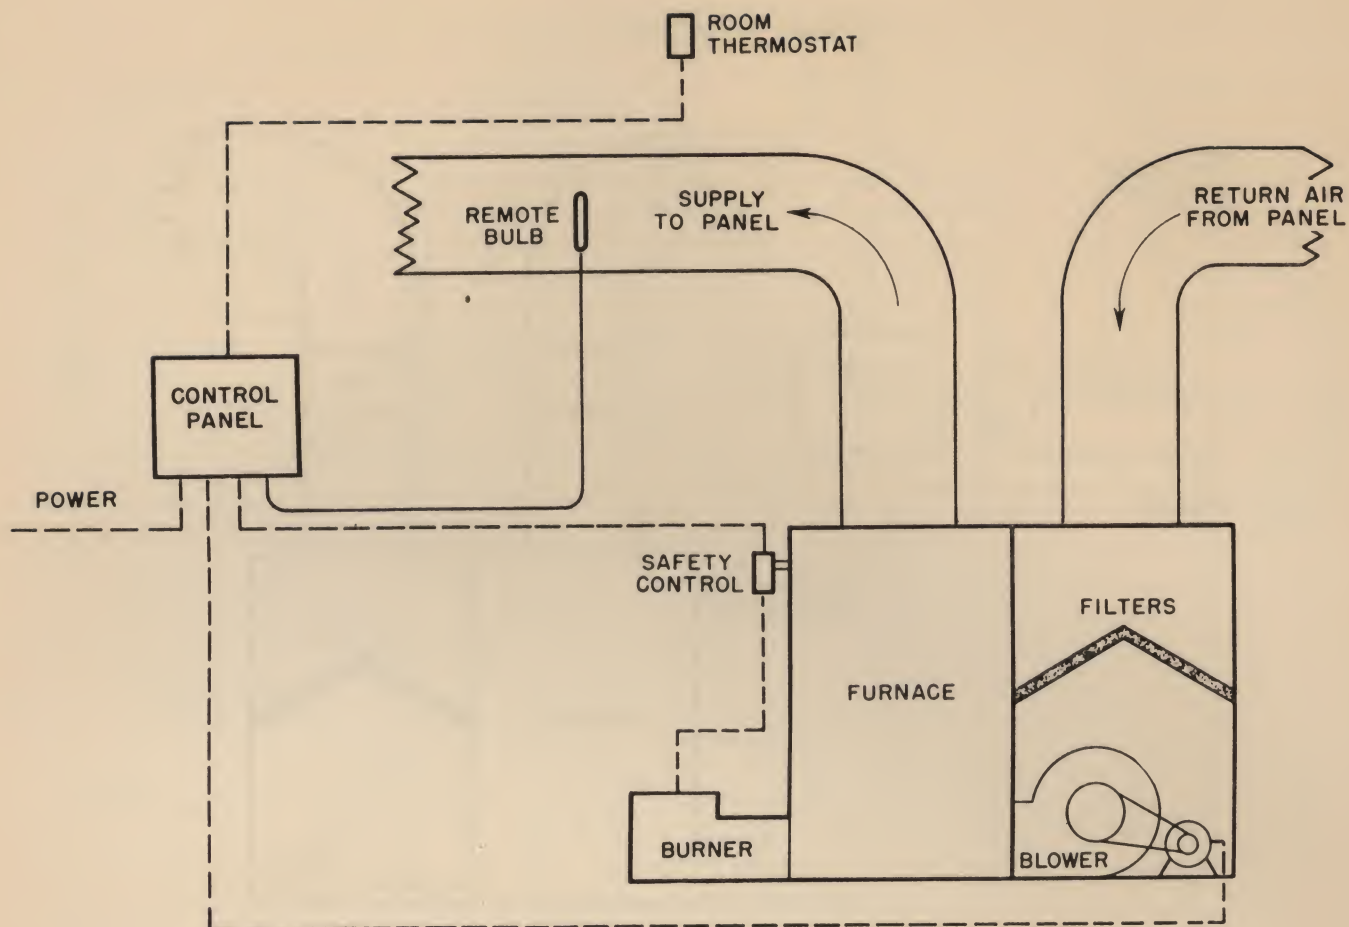 ROOM
THERMOSTAT
REMOTE
BULB
SUPPLY
TO PANEL
RETURN AIR
FROM PANEL
CONTROL
PANEL
POWER
SAFETY
CONTROL
FILTERS
FURNACE
BURNER
BLOWER